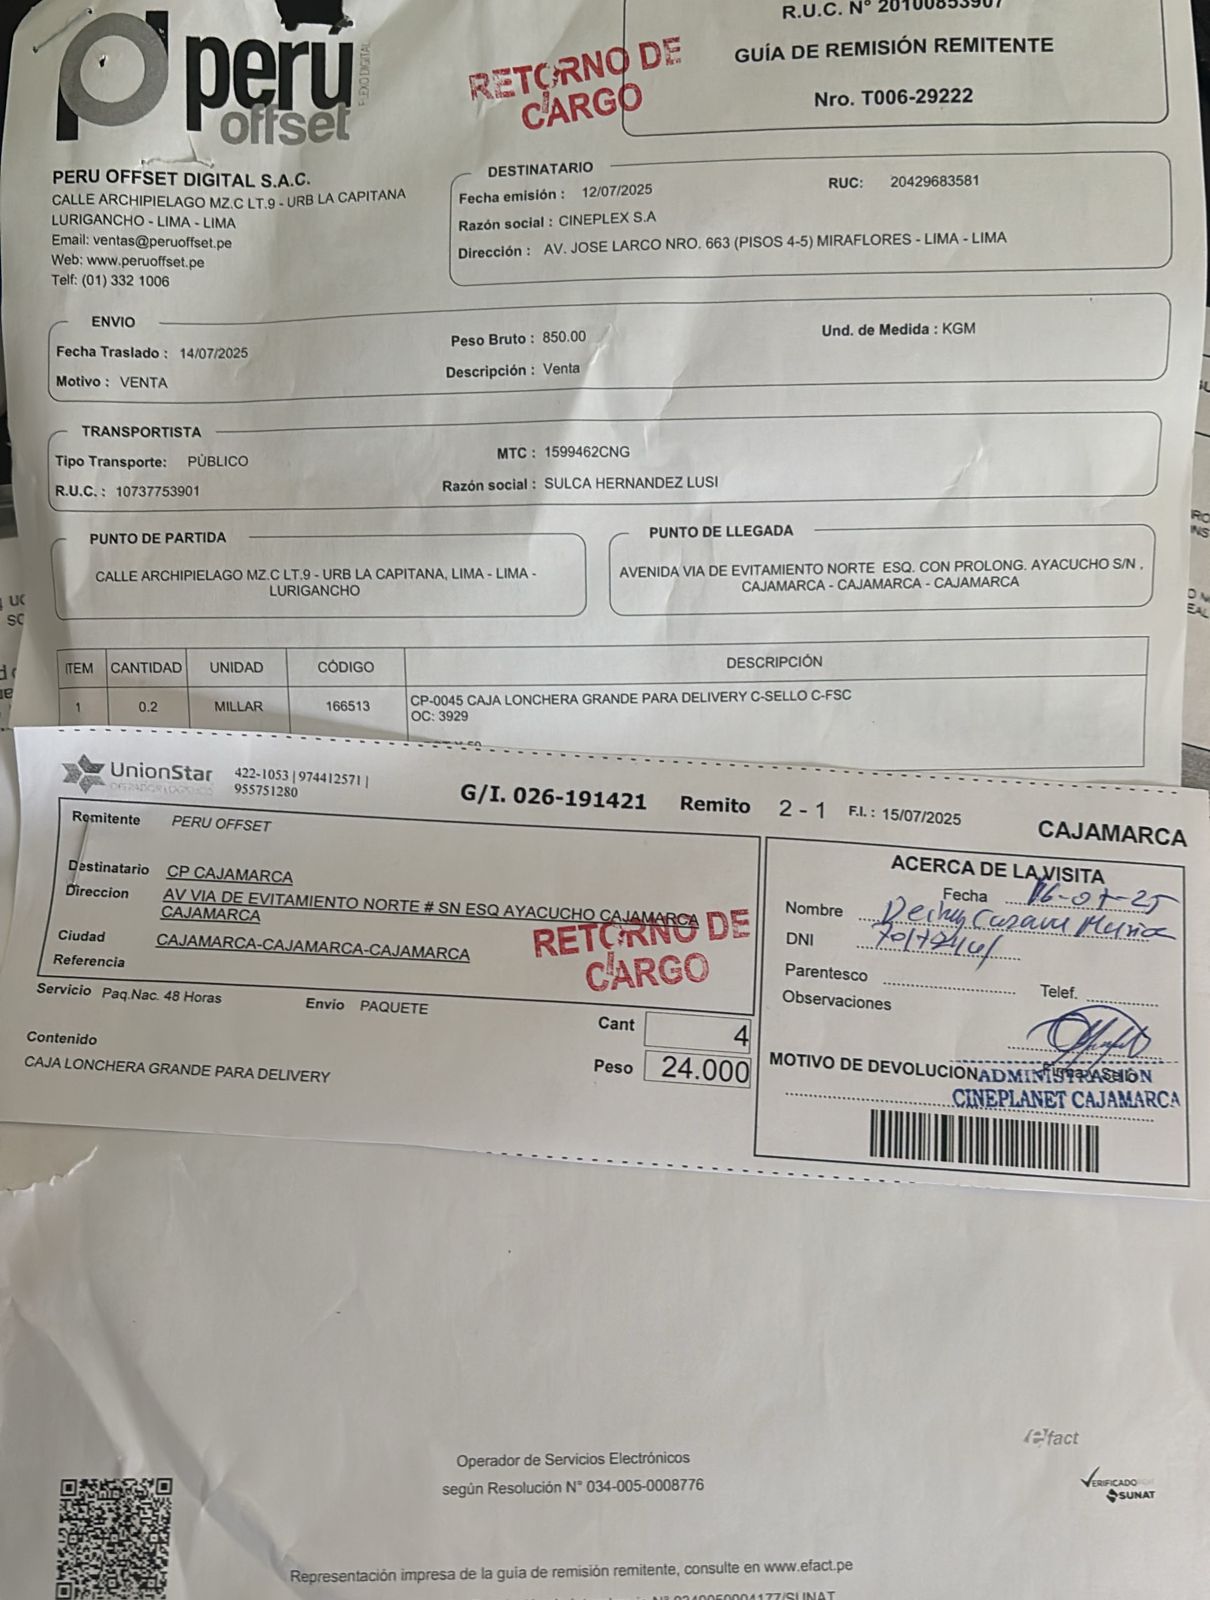 perú
offset
FLEXO DIGITAL
RETORNO DE
CARGO
R.U.C. N° 20100853907
GUÍA DE REMISIÓN REMITENTE
Nro. T006-29222
PERU OFFSET DIGITAL S.A.C.
CALLE ARCHIPIELAGO MZ.C LT.9 - URB LA CAPITANA
LURIGANCHO - LIMA - LIMA
Email: ventas@peruoffset.pe
Web: www.peruoffset.pe
Telf: (01) 332 1006
DESTINATARIO
Fecha emisión : 12/07/2025 RUC: 20429683581
Razón social : CINEPLEX S.A
Dirección : AV. JOSE LARCO NRO. 663 (PISOS 4-5) MIRAFLORES - LIMA - LIMA
ENVIO
Fecha Traslado : 14/07/2025 Peso Bruto : 850.00 Und. de Medida : KGM
Motivo : VENTA Descripción : Venta
TRANSPORTISTA
Tipo Transporte: PÚBLICO MTC : 1599462CNG
R.U.C. : 10737753901 Razón social : SULCA HERNANDEZ LUSI
PUNTO DE PARTIDA
CALLE ARCHIPIELAGO MZ.C LT.9 - URB LA CAPITANA, LIMA - LIMA -
LURIGANCHO
PUNTO DE LLEGADA
AVENIDA VIA DE EVITAMIENTO NORTE ESQ. CON PROLONG. AYACUCHO S/N ,
CAJAMARCA - CAJAMARCA - CAJAMARCA
ITEM CANTIDAD UNIDAD CÓDIGO DESCRIPCIÓN
1 0.2 MILLAR 166513 CP-0045 CAJA LONCHERA GRANDE PARA DELIVERY C-SELLO C-FSC
OC: 3929
UnionStar
OPERADOR LOGISTICO
422-1053 | 974412571 |
955751280
G/I. 026-191421 Remito 2 - 1 F.I.: 15/07/2025 CAJAMARCA
Remitente PERU OFFSET
Destinatario CP CAJAMARCA
Direccion AV VIA DE EVITAMIENTO NORTE # SN ESQ AYACUCHO CAJAMARCA
CAJAMARCA
Ciudad CAJAMARCA-CAJAMARCA-CAJAMARCA
Referencia
RETORNO DE
CARGO
Servicio Paq.Nac. 48 Horas Envio PAQUETE
Cant 4
Peso 24.000
Contenido
CAJA LONCHERA GRANDE PARA DELIVERY
ACERCA DE LA VISITA
Fecha 16-07-25
Nombre
DNI
Parentesco Telef.
Observaciones
Firma y Sello
MOTIVO DE DEVOLUCION
ADMINISTRACION
CINEPLANET CAJAMARCA
efact
Operador de Servicios Electrónicos
según Resolución N° 034-005-0008776
VERIFICADO
SUNAT
Representación impresa de la guía de remisión remitente, consulte en www.efact.pe